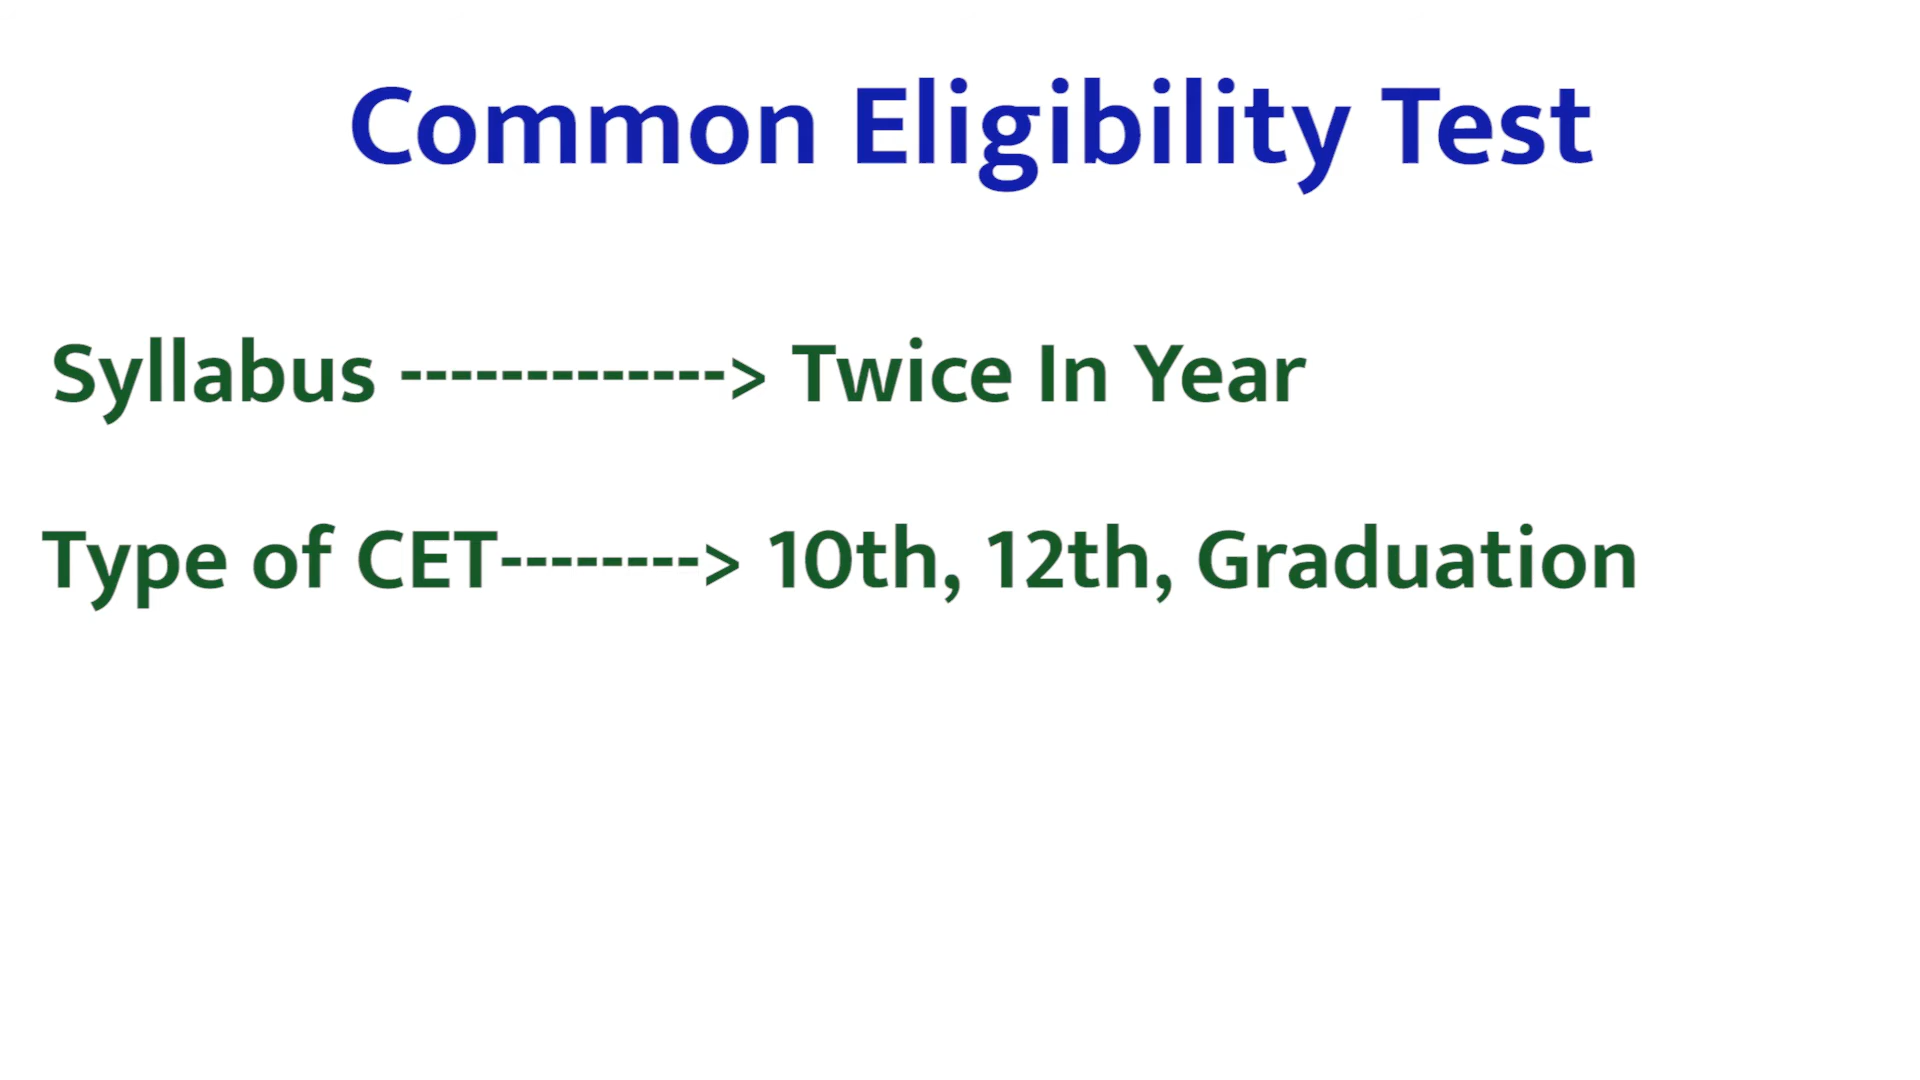 Common Eligibility Test
Syllabus -------------> Twice In Year
Type of CET--------> 10th, 12th, Graduation